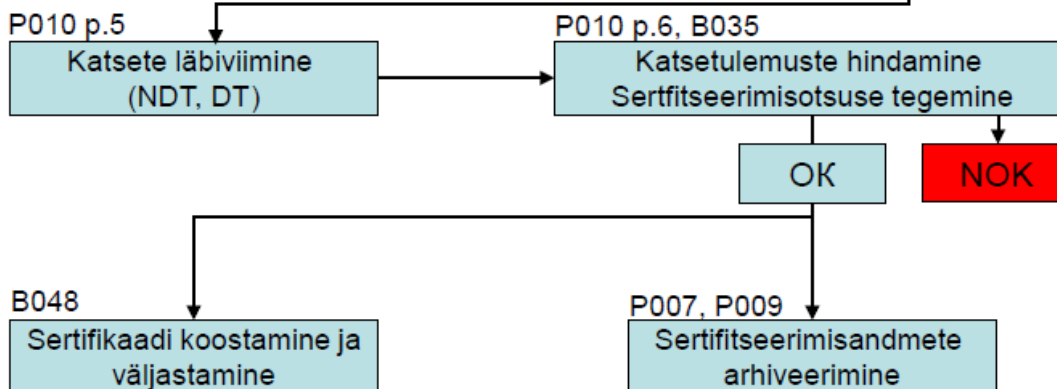 P010 p.5
Katsete läbiviimine
(NDT, DT)
P010 p.6, B035
Katsetulemuste hindamine
Sertfitseerimisotsuse tegemine
OK
NOK
B048
Sertifikaadi koostamine ja
väljastamine
P007, P009
Sertifitseerimisandmete
arhiveerimine